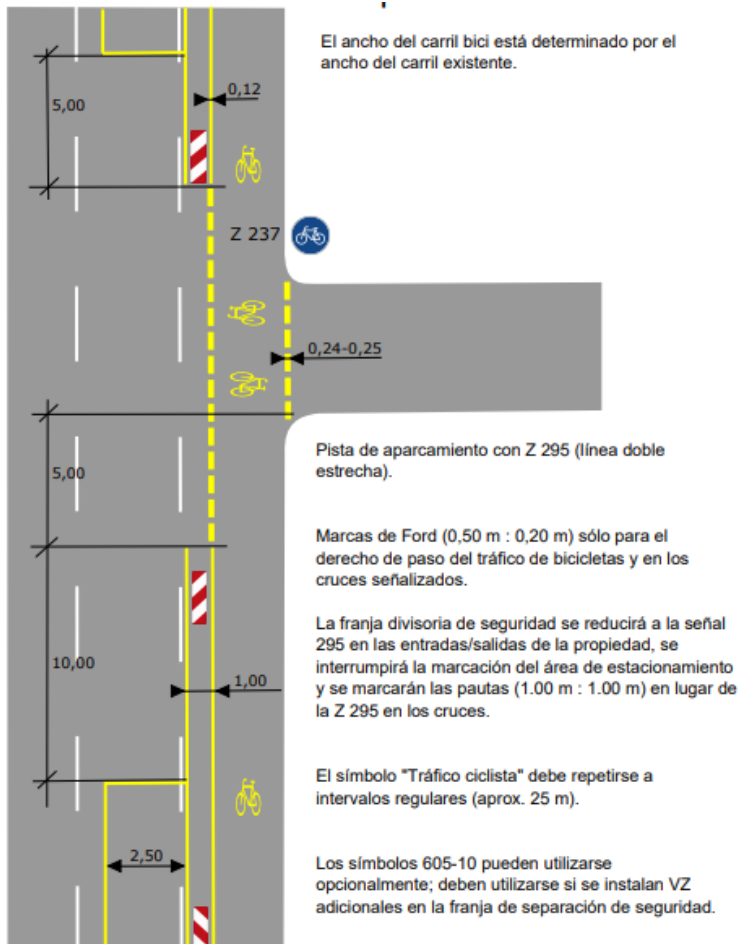 El ancho del carril bici está determinado por el
ancho del carril existente.
0,12
5,00
Z 237
0,24-0,25
5,00
Pista de aparcamiento con Z 295 (línea doble
estrecha).
Marcas de Ford (0,50 m : 0,20 m) sólo para el
derecho de paso del tráfico de bicicletas y en los
cruces señalizados.
La franja divisoria de seguridad se reducirá a la señal
295 en las entradas/salidas de la propiedad, se
interrumpirá la marcación del área de estacionamiento
y se marcarán las pautas (1.00 m : 1.00 m) en lugar de
la Z 295 en los cruces.
10,00
1,00
El símbolo "Tráfico ciclista" debe repetirse a
intervalos regulares (aprox. 25 m).
2,50
Los símbolos 605-10 pueden utilizarse
opcionalmente; deben utilizarse si se instalan VZ
adicionales en la franja de separación de seguridad.